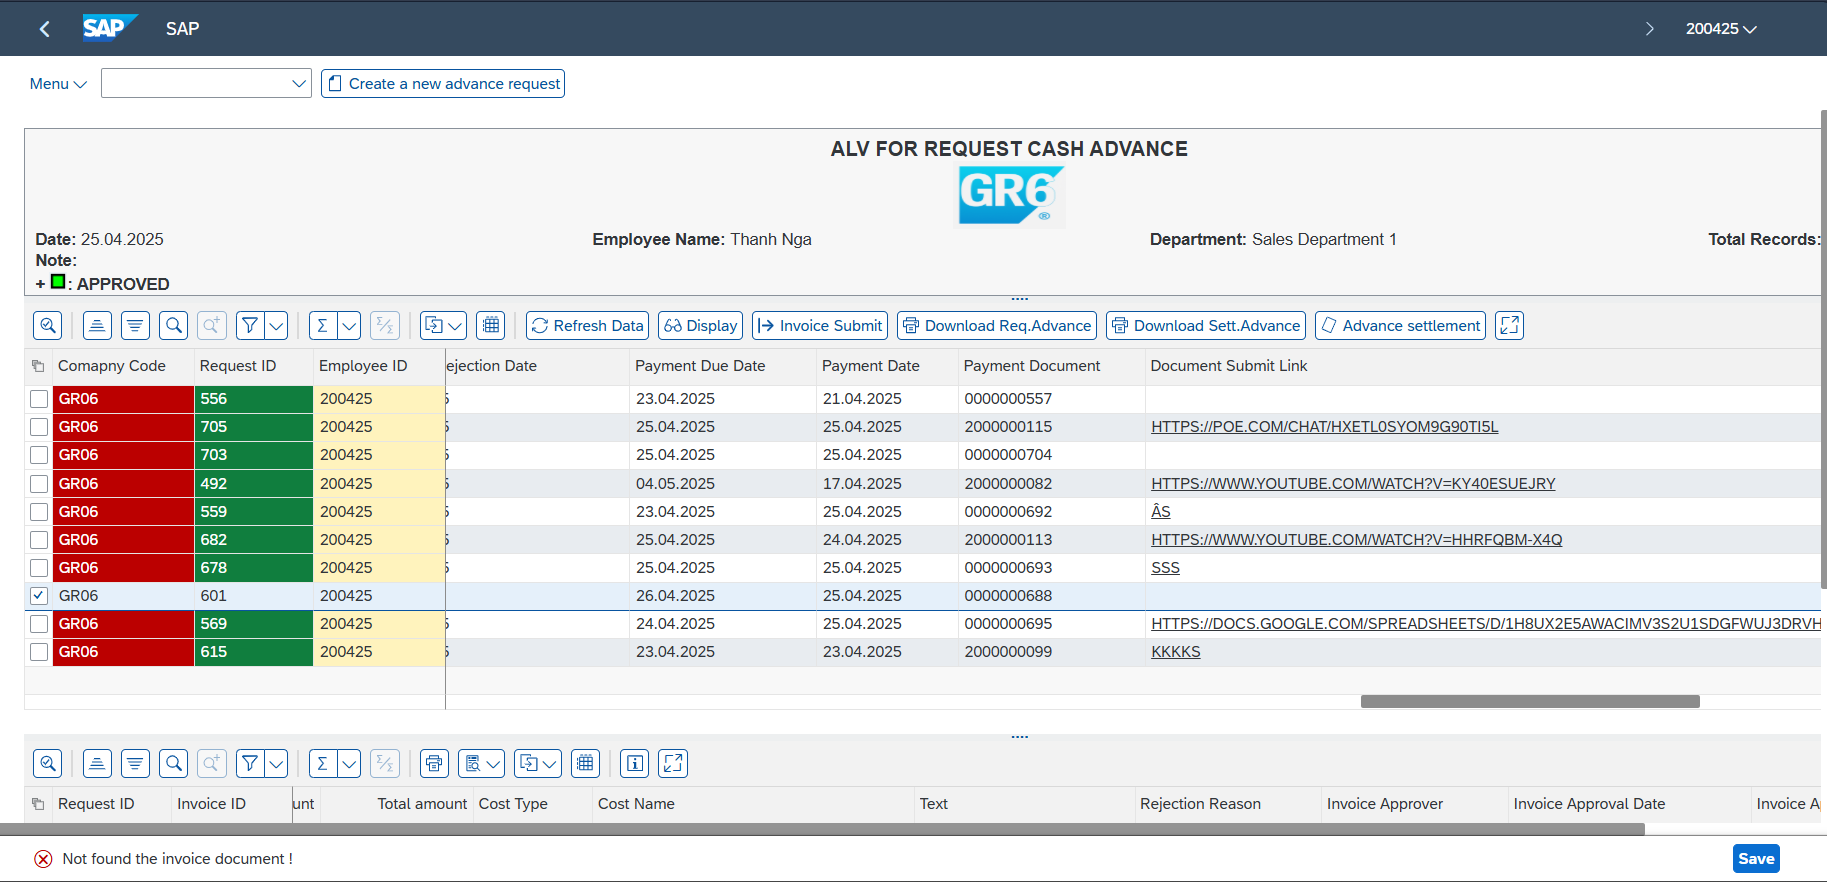 SAP SAP 200425
Menu Create a new advance request
ALV FOR REQUEST CASH ADVANCE
GR6 ®
Date: 25.04.2025 Employee Name: Thanh Nga Department: Sales Department 1 Total Records:
Note:
+ : APPROVED
Refresh Data Display Invoice Submit Download Req.Advance Download Sett.Advance Advance settlement
Comapny Code Request ID Employee ID ejection Date Payment Due Date Payment Date Payment Document Document Submit Link
GR06 556 200425 5 23.04.2025 21.04.2025 0000000557
GR06 705 200425 5 25.04.2025 25.04.2025 2000000115 HTTPS://POE.COM/CHAT/HXETL0SYOM9G90TI5L
GR06 703 200425 5 25.04.2025 25.04.2025 0000000704
GR06 492 200425 5 04.05.2025 17.04.2025 2000000082 HTTPS://WWW.YOUTUBE.COM/WATCH?V=KY40ESUEJRY
GR06 559 200425 5 23.04.2025 25.04.2025 0000000692 ÂS
GR06 682 200425 5 25.04.2025 24.04.2025 2000000113 HTTPS://WWW.YOUTUBE.COM/WATCH?V=HHRFQBM-X4Q
GR06 678 200425 5 25.04.2025 25.04.2025 0000000693 SSS
GR06 601 200425 26.04.2025 25.04.2025 0000000688
GR06 569 200425 5 24.04.2025 25.04.2025 0000000695 HTTPS://DOCS.GOOGLE.COM/SPREADSHEETS/D/1H8UX2E5AWACIMV3S2U1SDGFWUJ3DRVH
GR06 615 200425 5 23.04.2025 23.04.2025 2000000099 KKKKS
Request ID Invoice ID unt Total amount Cost Type Cost Name Text Rejection Reason Invoice Approver Invoice Approval Date Invoice A
Not found the invoice document ! Save